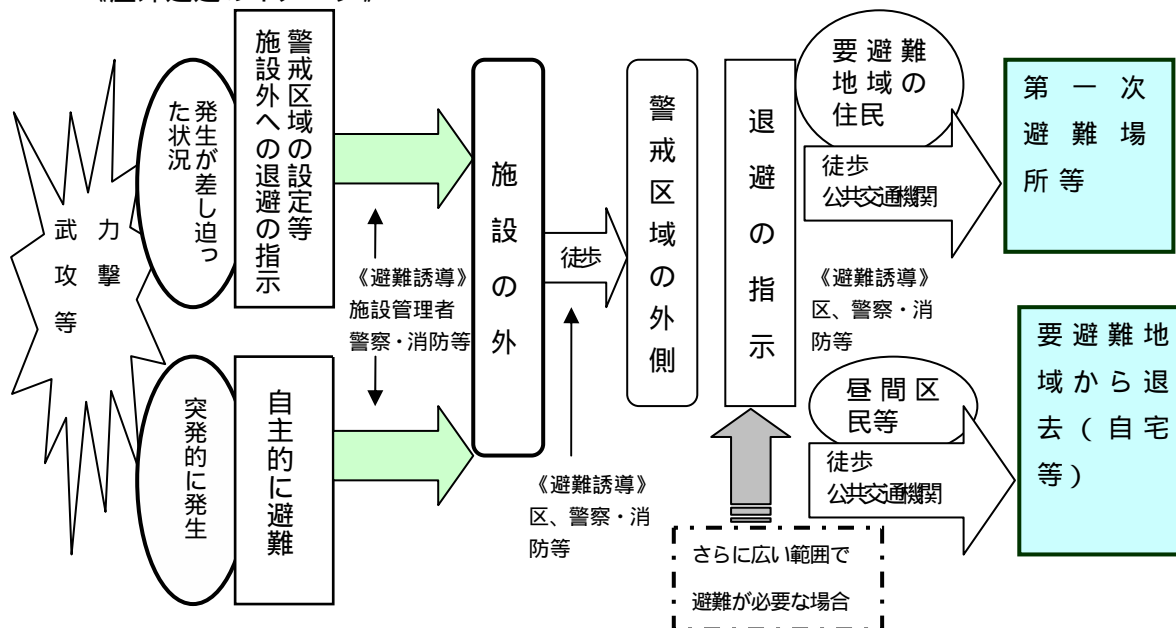 武力
攻撃
等
発生が差し迫っ
た状況
警戒区域の設定等
施設外への退避の指示
突発的に発生
自主的に避難
《避難誘導》
施設管理者
警察・消防等
施設の外
徒歩
《避難誘導》
区、警察・消
防等
警戒区域の外側
退避の指示
さらに広い範囲で
避難が必要な場合
要避難
地域の
住民
徒歩
公共交通機関
《避難誘導》
区、警察・消
防等
昼間区
民等
徒歩
公共交通機関
第一次
避難場
所等
要避難地
域から退
去(自宅
等)